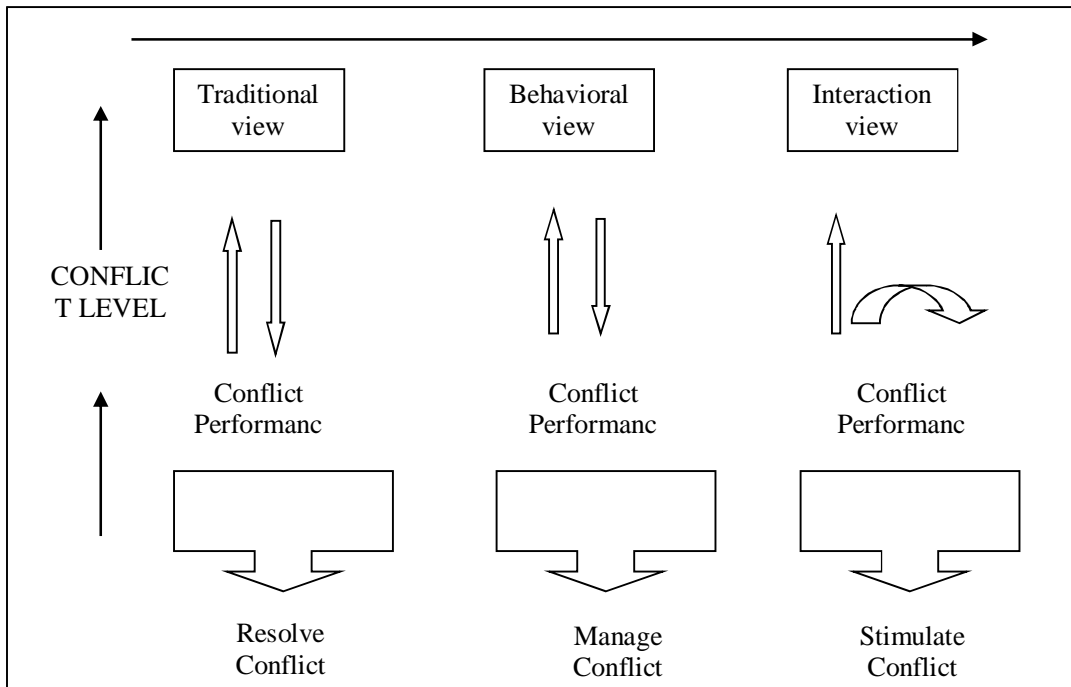 Traditional
view
Behavioral
view
Interaction
view
CONFLIC
T LEVEL
Conflict
Performanc
Conflict
Performanc
Conflict
Performanc
Resolve
Conflict
Manage
Conflict
Stimulate
Conflict